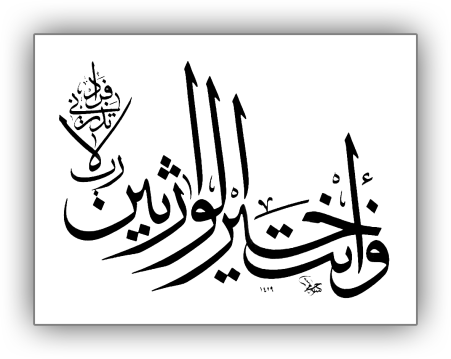 رب لا تذرني فردا
وأنت خير الوارثين
١٤٢٩